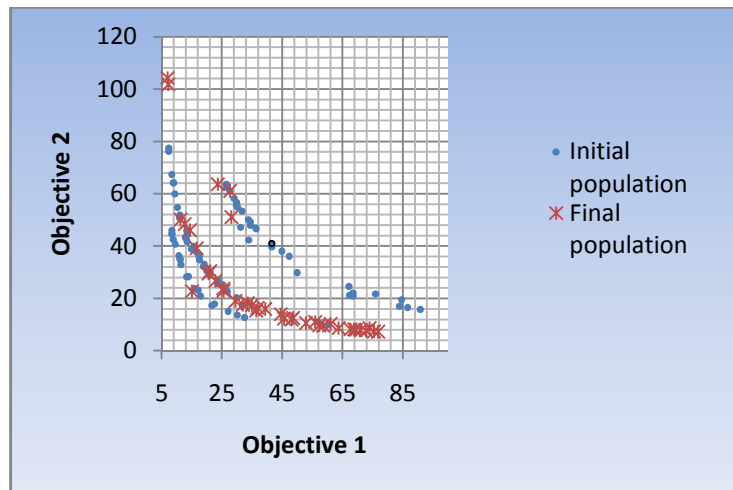 120
100
80
60
40
20
0
5 25 45 65 85
Objective 2
Objective 1
Initial
population
Final
population